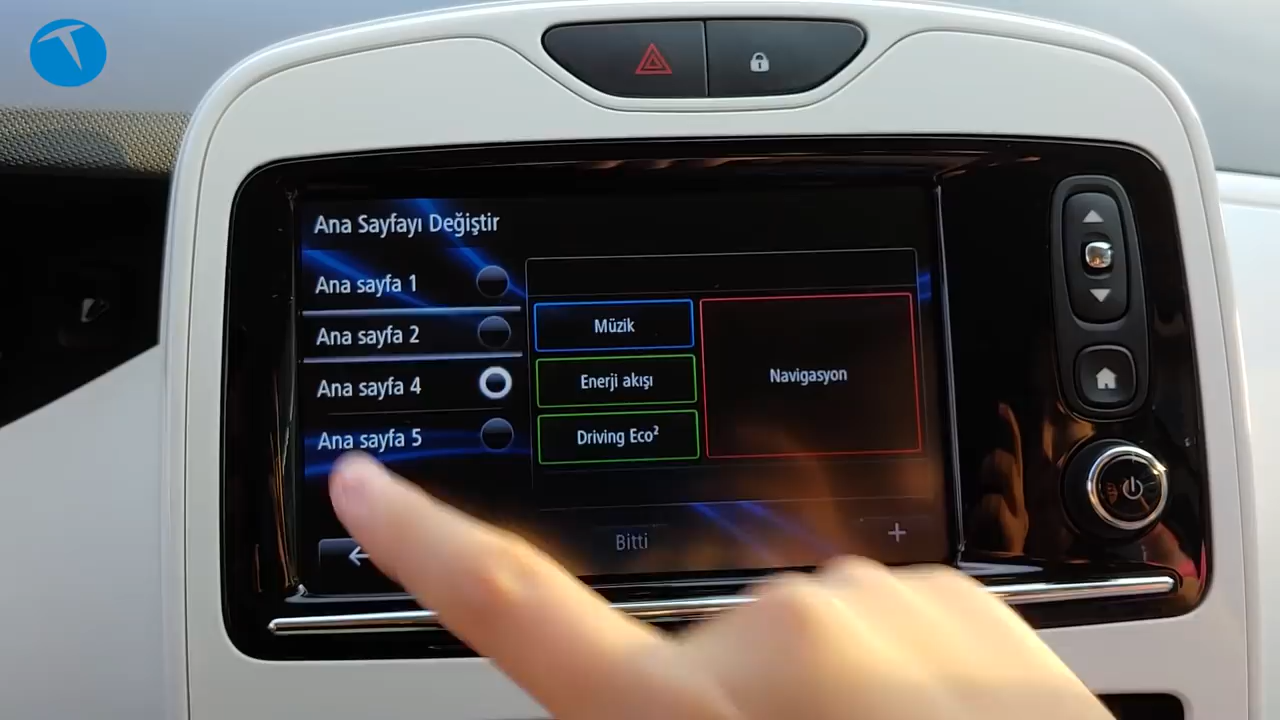 Ana Sayfayı Değiştir
Ana sayfa 1
Ana sayfa 2
Ana sayfa 4
Ana sayfa 5
Müzik
Enerji akışı
Driving Eco²
Navigasyon
Bitti
+